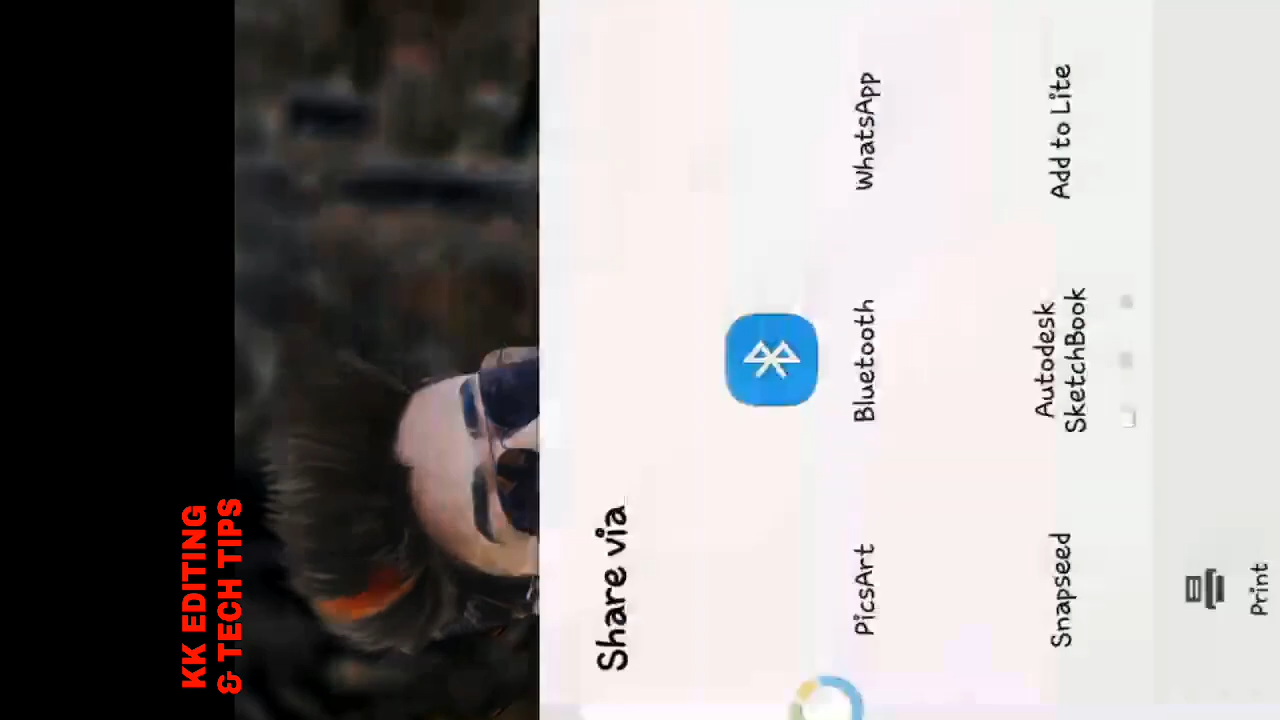 KK EDITING
& TECH TIPS
Share via
PicsArt
Bluetooth
WhatsApp
Snapseed
Autodesk
SketchBook
Add to Lite
Print